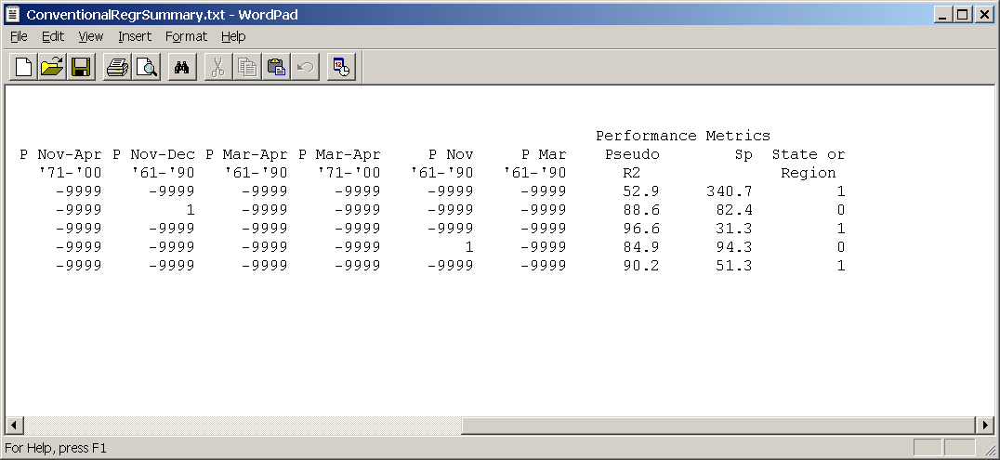 ConventionalRegrSummary.txt - WordPad
File Edit View Insert Format Help
Performance Metrics
P Nov-Apr P Nov-Dec P Mar-Apr P Mar-Apr P Nov P Mar Pseudo Sp State or
'71-'00 '61-'90 '61-'90 '71-'00 '61-'90 '61-'90 R2 Region
-9999 -9999 -9999 -9999 -9999 -9999 52.9 340.7 1
-9999 1 -9999 -9999 -9999 -9999 88.6 82.4 0
-9999 -9999 -9999 -9999 -9999 -9999 96.6 31.3 1
-9999 -9999 -9999 -9999 1 -9999 84.9 94.3 0
-9999 -9999 -9999 -9999 -9999 -9999 90.2 51.3 1
For Help, press F1